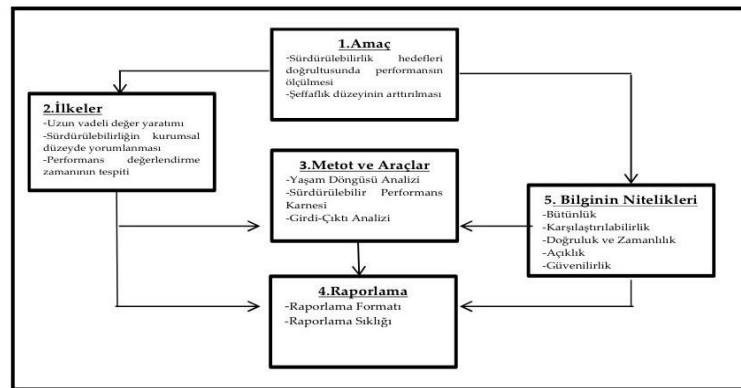 1.Amaç
-Sürdürülebilirlik hedefleri
doğrultusunda performansın
ölçülmesi
-Şeffaflık düzeyinin arttırılması
2.İlkeler
-Uzun vadeli değer yaratımı
-Sürdürülebilirliğin kurumsal
düzeyde yorumlanması
-Performans değerlendirme
zamanının tespiti
3.Metot ve Araçlar
-Yaşam Döngüsü Analizi
-Sürdürülebilir Performans
Karnesi
-Girdi-Çıktı Analizi
5. Bilginin Nitelikleri
-Bütünlük
-Karşılaştırılabilirlik
-Doğruluk ve Zamanlılık
-Açıklık
-Güvenilirlik
4.Raporlama
-Raporlama Formatı
-Raporlama Sıklığı